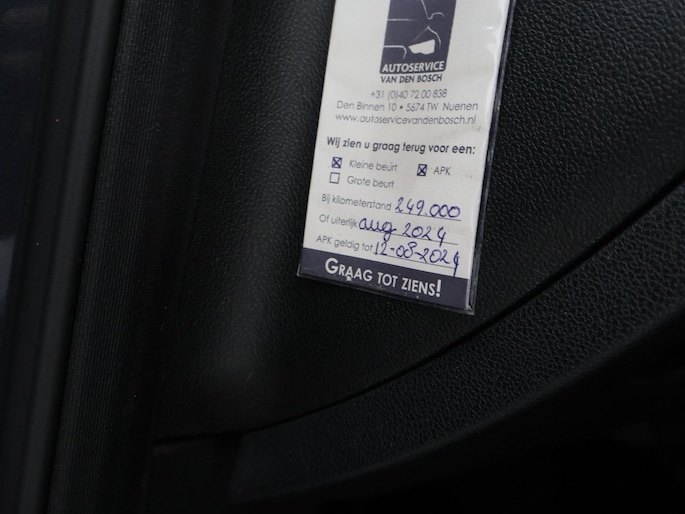 AUTOSERVICE
VAN DEN BOSCH
+31 (0)40 72 00 838
Den Binnen 10 • 5674 TW Nuenen
www.autoservicevandenbosch.nl
Wij zien u graag terug voor een:
☒ Kleine beurt ☒ APK
☐ Grote beurt
Bij kilometerstand 249.000
Of uiterlijk aug 2024
APK geldig tot 12-08-2024
GRAAG TOT ZIENS!